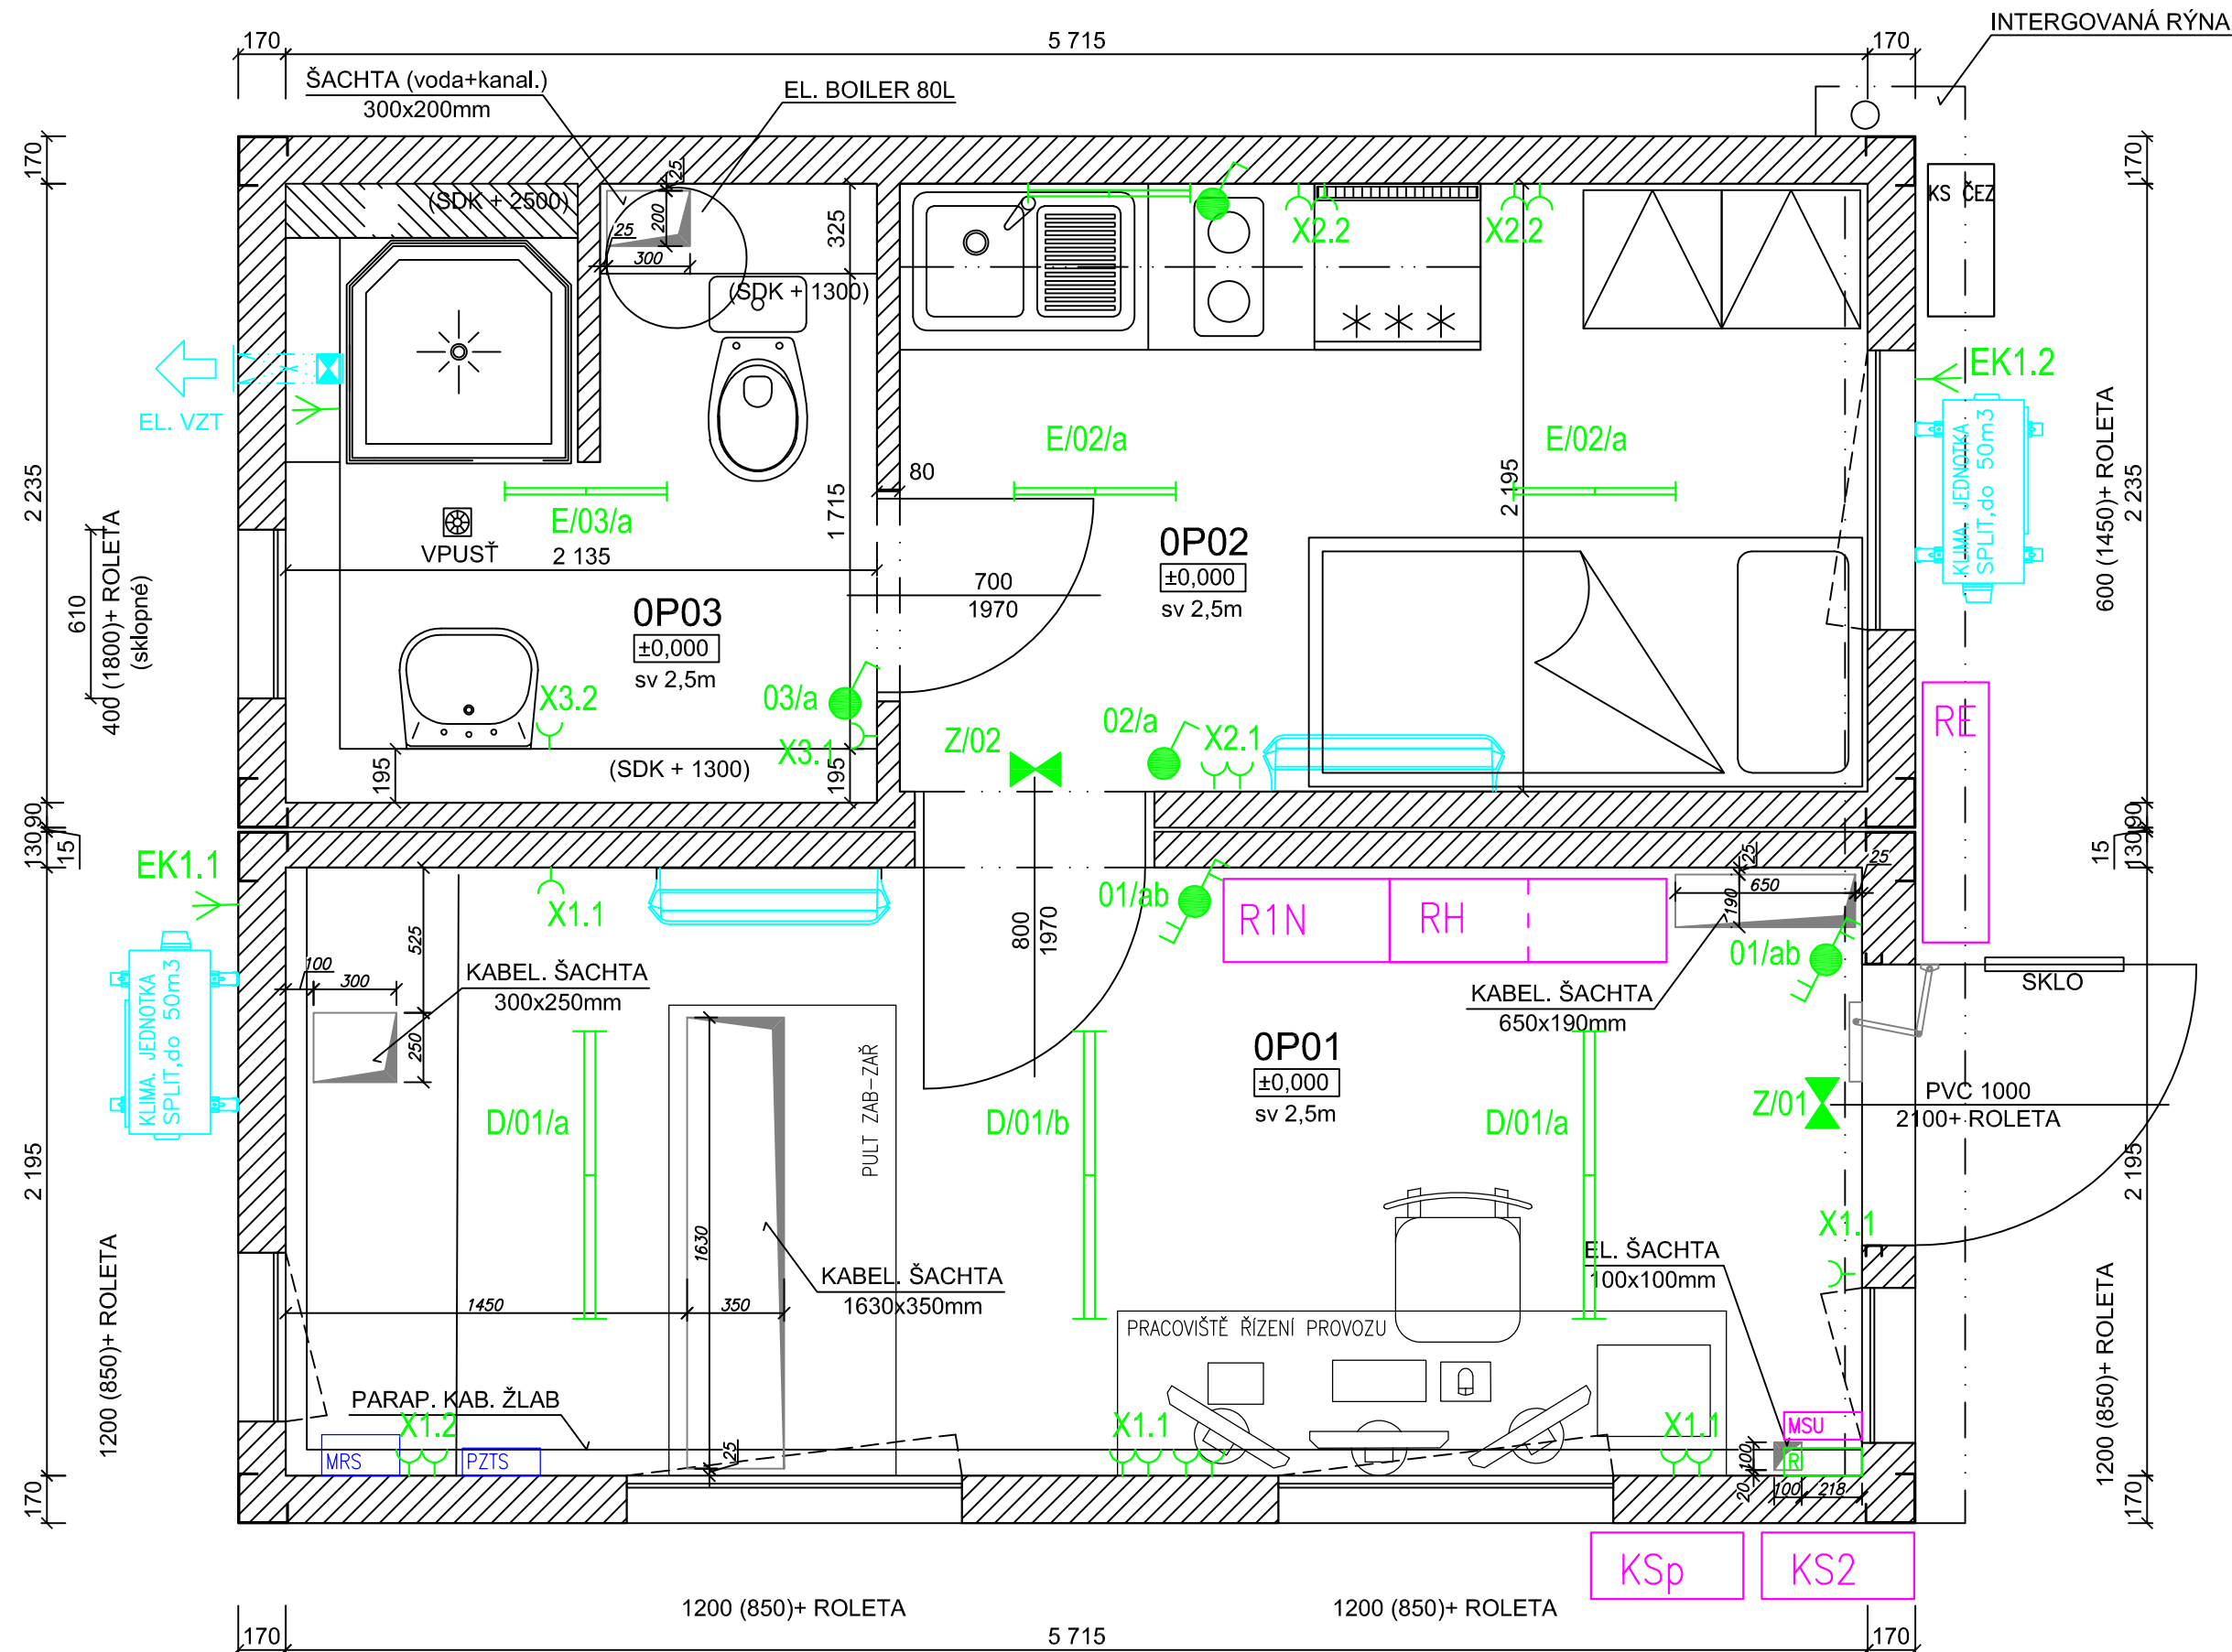 INTERGOVANÁ RÝNA
170
5 715
170
ŠACHTA (voda+kanal.)
300x200mm
EL. BOILER 80L
170
170
25
(SDK + 2500)
200
25
300
325
X2.2
X2.2
KS ČEZ
(SDK + 1300)
EL. VZT
EK1.2
KLIMA. JEDNOTKA
SPLIT,do 50m3
600 (1450)+ ROLETA
2 235
2 235
E/02/a
E/02/a
80
2 195
1 715
E/03/a
VPUSŤ
2 135
0P02
±0,000
sv 2,5m
700
1970
610
400 (1800)+ ROLETA
(sklopné)
0P03
±0,000
sv 2,5m
X3.2
03/a
X3.1
Z/02
02/a
X2.1
RE
195
(SDK + 1300)
195
90
130
15
90
130
15
EK1.1
X1.1
01/ab
R1N
RH
25
650
25
190
01/ab
525
100
300
KABEL. ŠACHTA
300x250mm
250
800
1970
KABEL. ŠACHTA
650x190mm
SKLO
KLIMA. JEDNOTKA
SPLIT,do 50m3
0P01
±0,000
sv 2,5m
PULT ZAB-ZAŘ
D/01/a
D/01/b
D/01/a
Z/01
PVC 1000
2100+ ROLETA
2 195
2 195
1630
X1.1
EL. ŠACHTA
100x100mm
KABEL. ŠACHTA
1630x350mm
1450
350
PRACOVIŠTĚ ŘÍZENÍ PROVOZU
1200 (850)+ ROLETA
1200 (850)+ ROLETA
PARAP. KAB. ŽLAB
X1.2
X1.1
X1.1
MSU
MRS
PZTS
25
R
100
20
100
218
170
170
KSp
KS2
1200 (850)+ ROLETA
1200 (850)+ ROLETA
170
5 715
170